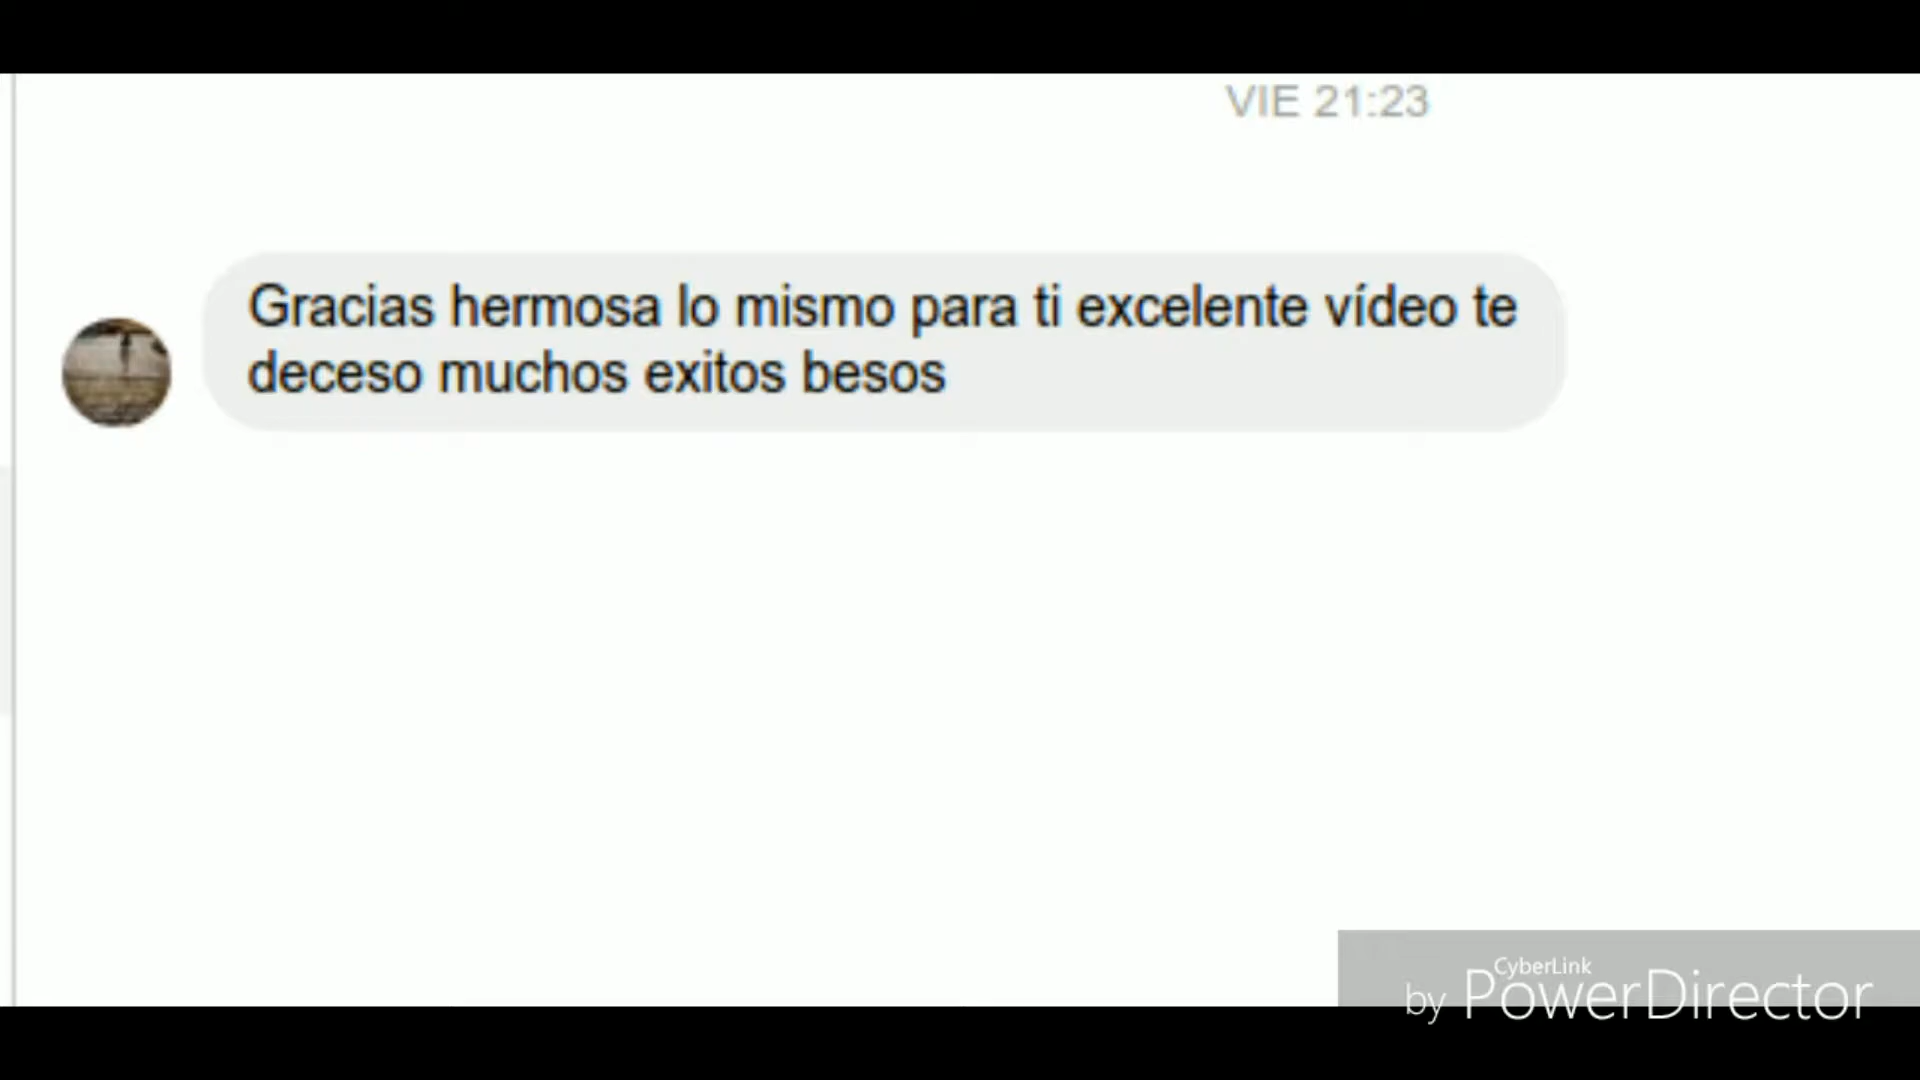 VIE 21:23
Gracias hermosa lo mismo para ti excelente vídeo te
deceso muchos exitos besos
CyberLink
by PowerDirector